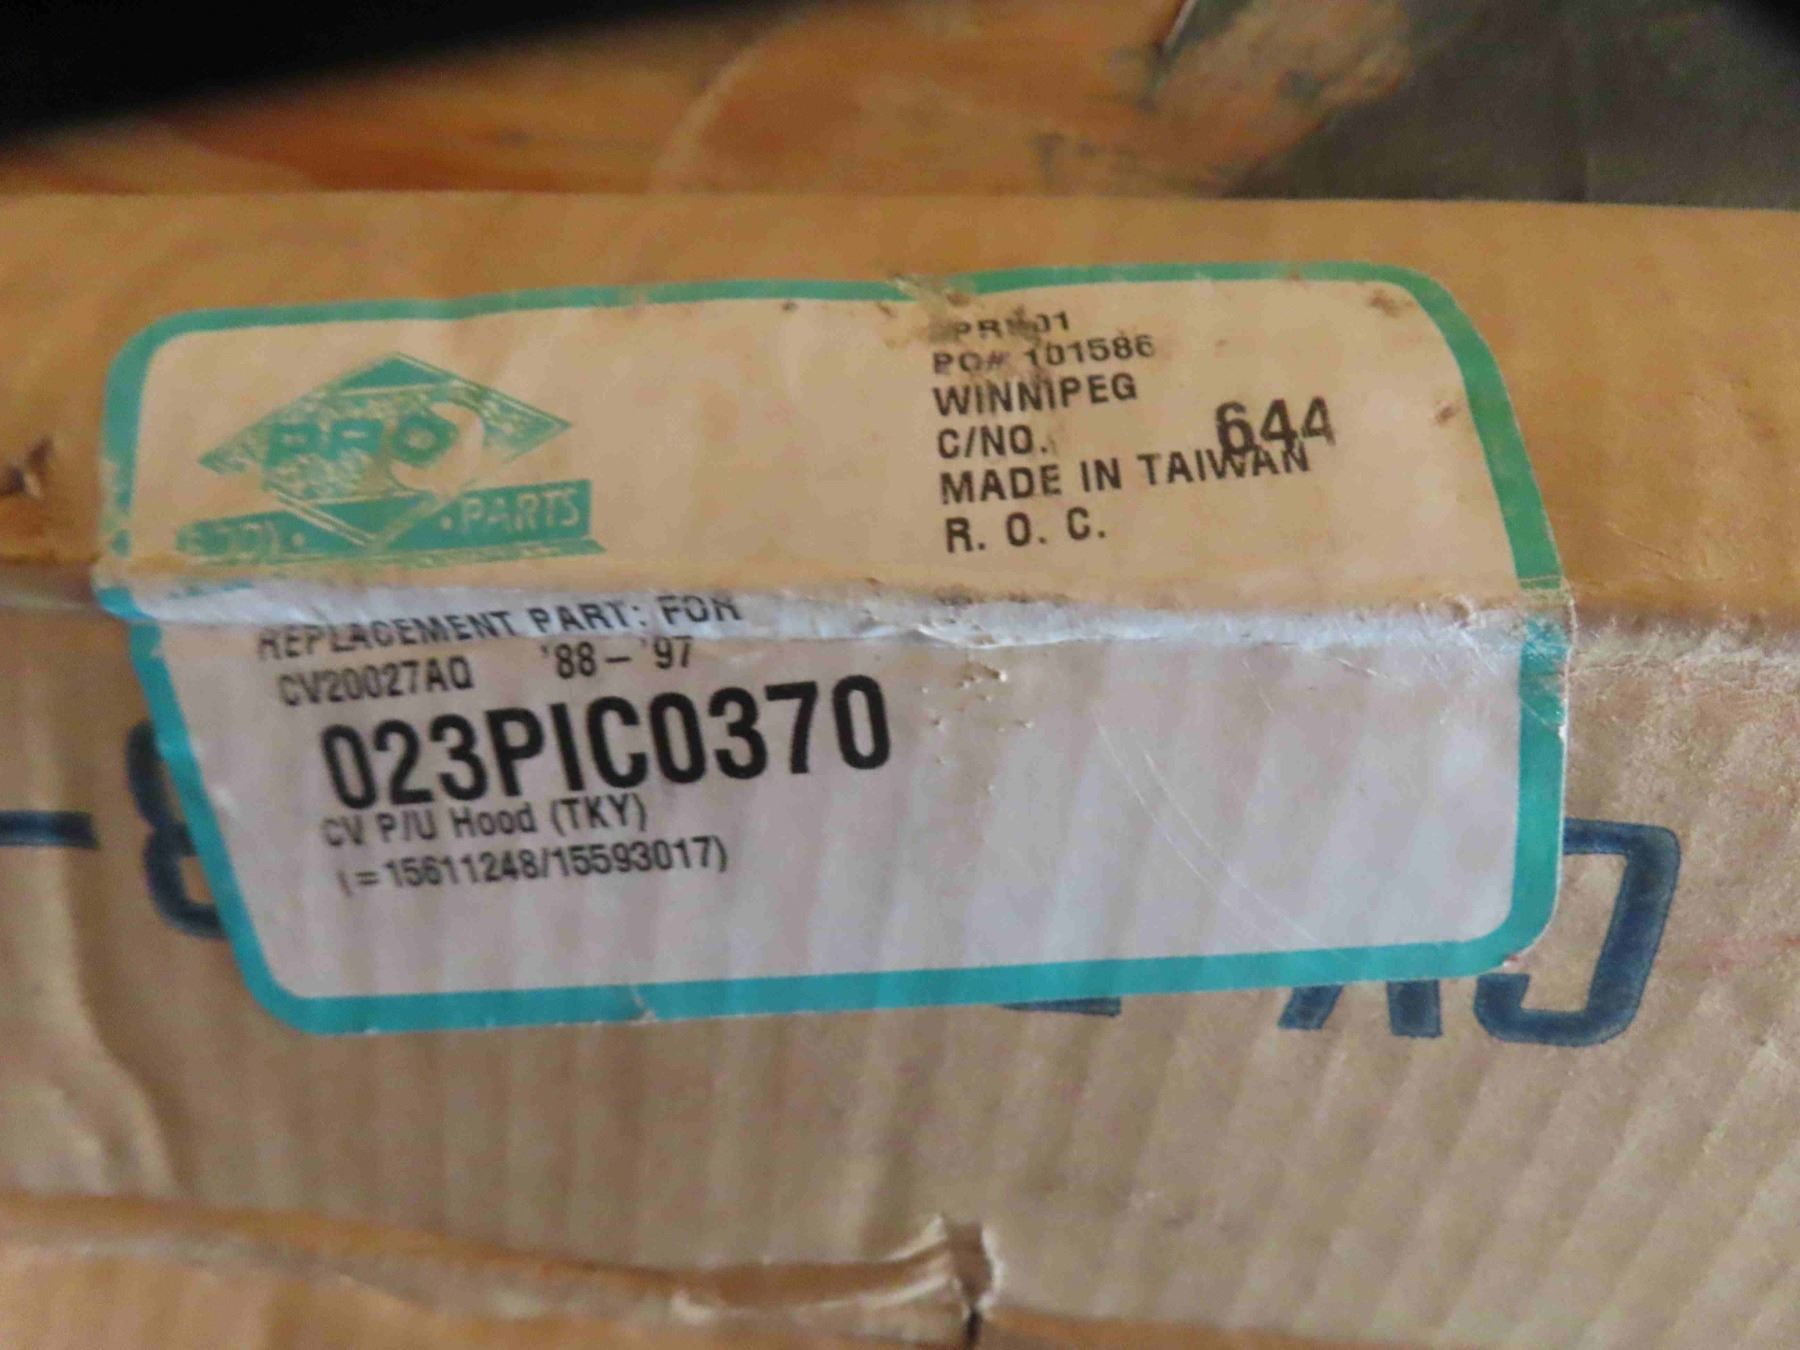 PRO
BODY • PARTS
PO# 101586
WINNIPEG
C/NO. 644
MADE IN TAIWAN
R. O. C.
REPLACEMENT PART: FOR
CV20027AQ '88 – '97
023PIC0370
CV P/U Hood (TKY)
(=15611248/15593017)